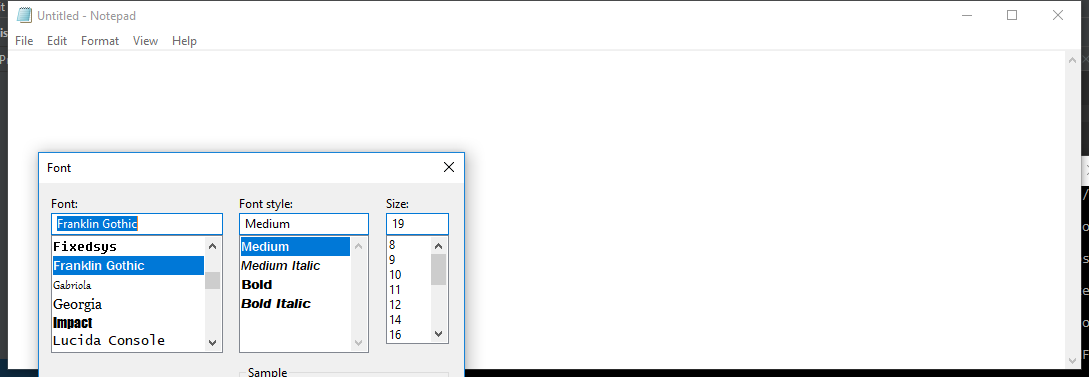 Untitled - Notepad
File Edit Format View Help
Font
Font: Font style: Size:
Franklin Gothic Medium 19
Fixedsys
Franklin Gothic
Gabriola
Georgia
Impact
Lucida Console
Medium
Medium Italic
Bold
Bold Italic
8
9
10
11
12
14
16
Sample